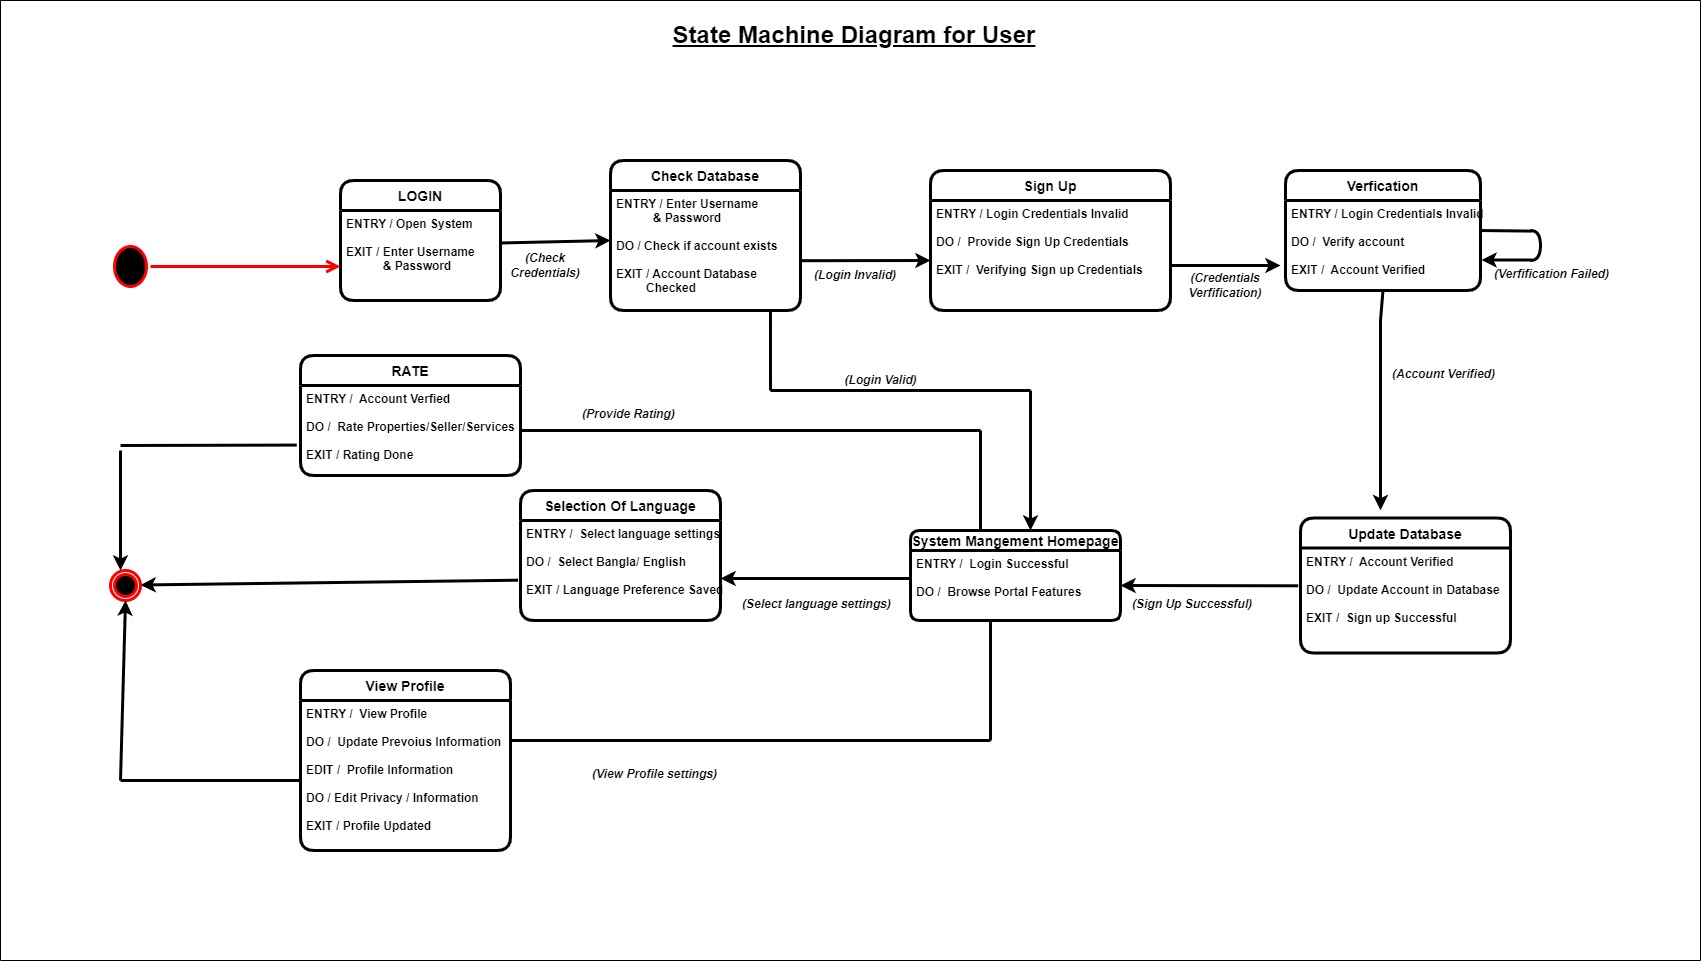 State Machine Diagram for User
LOGIN
ENTRY / Open System
EXIT / Enter Username
& Password
(Check
Credentials)
Check Database
ENTRY / Enter Username
& Password
DO / Check if account exists
EXIT / Account Database
Checked
(Login Invalid)
Sign Up
ENTRY / Login Credentials Invalid
DO /  Provide Sign Up Credentials
EXIT /  Verifying Sign up Credentials
(Credentials
Verfification)
Verfication
ENTRY / Login Credentials Invalid
DO /  Verify account
EXIT /  Account Verified
(Verfification Failed)
(Login Valid)
(Account Verified)
RATE
ENTRY /  Account Verfied
DO /  Rate Properties/Seller/Services
EXIT / Rating Done
(Provide Rating)
Selection Of Language
ENTRY /  Select language settings
DO /  Select Bangla/ English
EXIT / Language Preference Saved
(Select language settings)
System Mangement Homepage
ENTRY /  Login Successful
DO /  Browse Portal Features
(Sign Up Successful)
Update Database
ENTRY /  Account Verified
DO /  Update Account in Database
EXIT /  Sign up Successful
View Profile
ENTRY /  View Profile
DO /  Update Prevoius Information
EDIT /  Profile Information
DO / Edit Privacy / Information
EXIT / Profile Updated
(View Profile settings)